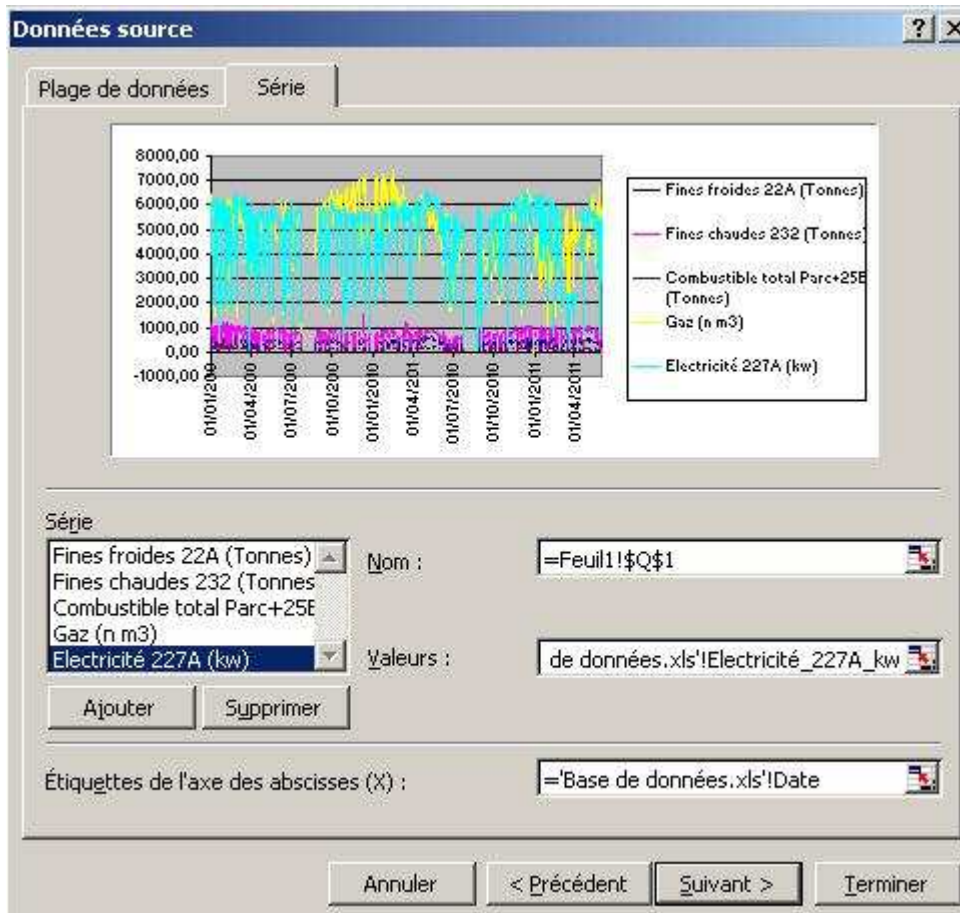 Données source
Plage de données
Série
8000,00
7000,00
6000,00
5000,00
4000,00
3000,00
2000,00
1000,00
0,00
-1000,00
01/01/200
01/04/200
01/07/200
01/10/200
01/01/2010
01/04/201
01/07/2010
01/10/2010
01/01/2011
01/04/2011
Fines froides 22A (Tonnes)
Fines chaudes 232 (Tonnes)
Combustible total Parc+25B
(Tonnes)
Gaz (n m3)
Electricité 227A (kw)
Série
Fines froides 22A (Tonnes)
Fines chaudes 232 (Tonnes
Combustible total Parc+25E
Gaz (n m3)
Electricité 227A (kw)
Nom :
=Feuil1!$Q$1
Valeurs :
de données.xls'!Electricité_227A_kw
Ajouter
Supprimer
Étiquettes de l'axe des abscisses (X) :
='Base de données.xls'!Date
Annuler
< Précédent
Suivant >
Terminer